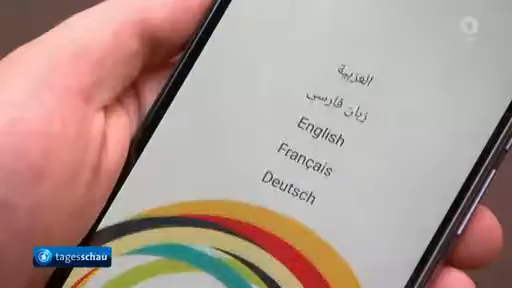 العربية
زبان فارسی
English
Français
Deutsch
tagesschau